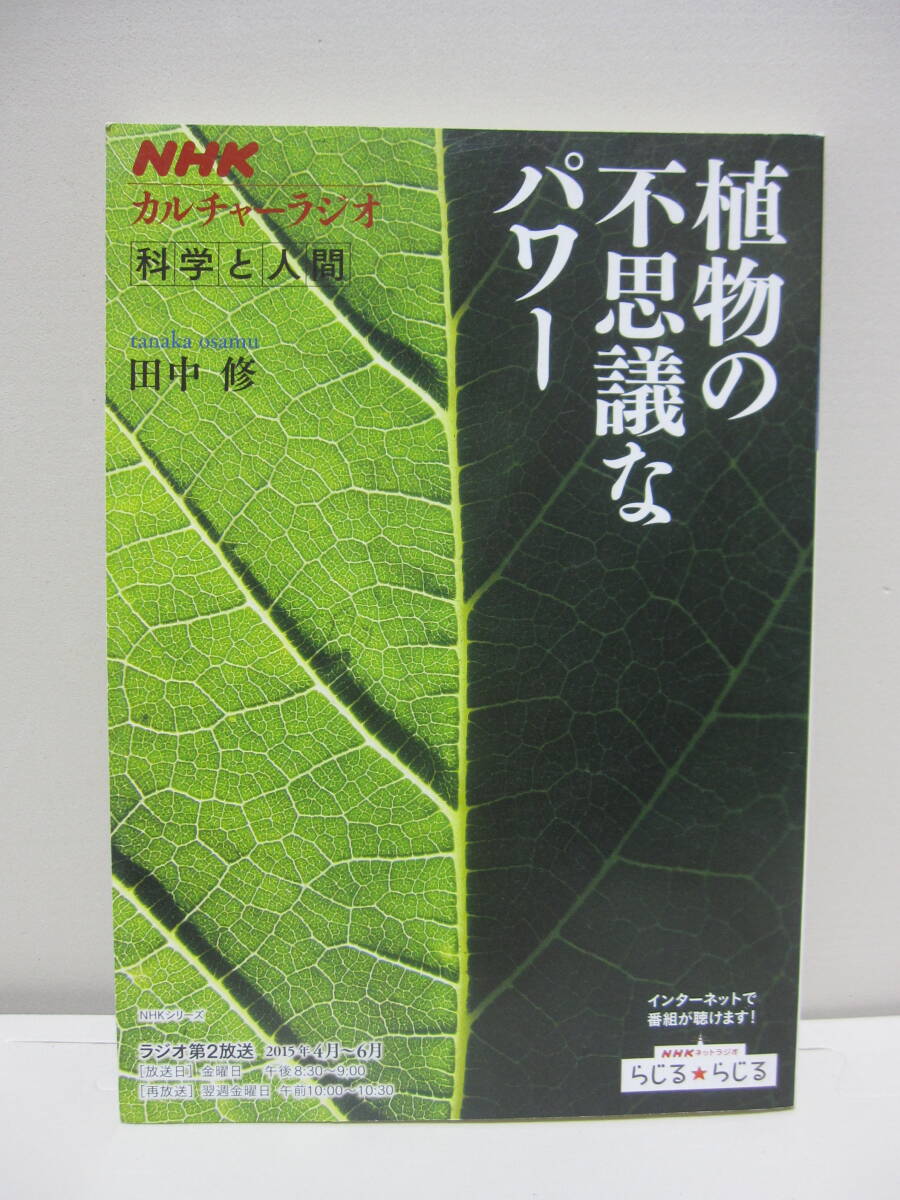 NHK
カルチャーラジオ
科学と人間
tanaka osamu
田中 修
植物の
不思議な
パワー
NHKシリーズ
ラジオ第2放送 2015年4月〜6月
[放送日] 金曜日 午後8:30〜9:00
[再放送] 翌週金曜日 午前10:00〜10:30
インターネットで
番組が聴けます!
NHKネットラジオ
らじる★らじる